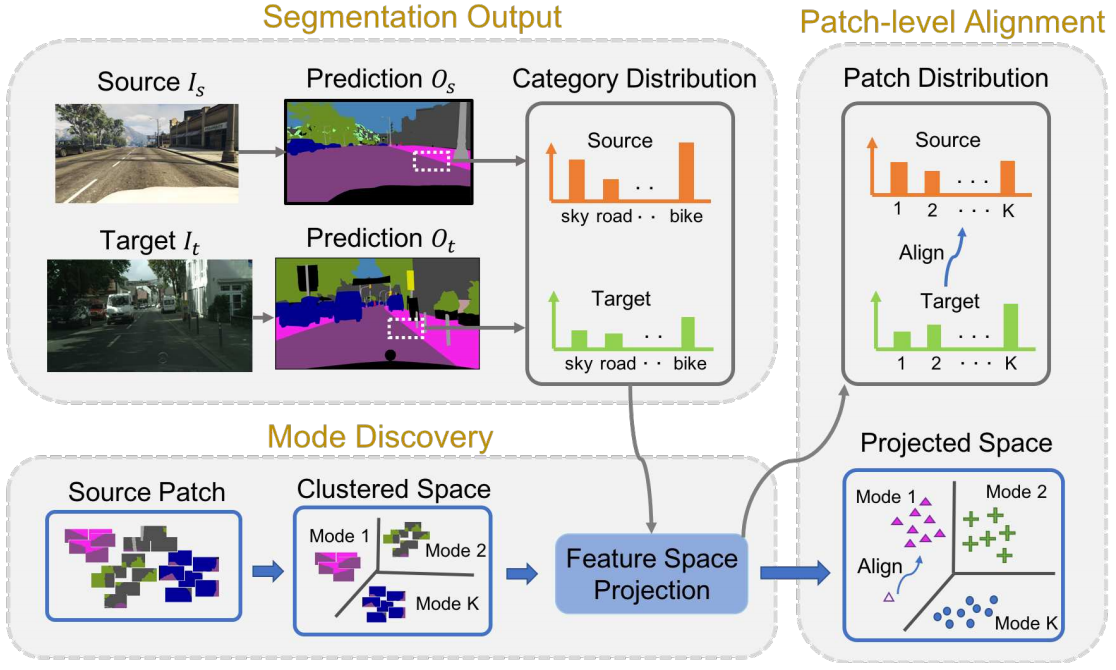 Segmentation Output
Patch-level Alignment
Source I_s
Prediction O_s
Category Distribution
Source
sky road · · bike
Target I_t
Prediction O_t
Target
sky road · · bike
Patch Distribution
Source
1 2 · · · K
Align
Target
1 2 · · · K
Mode Discovery
Source Patch
Clustered Space
Mode 1
Mode 2
Mode K
Feature Space
Projection
Projected Space
Mode 1
Mode 2
Align
Mode K